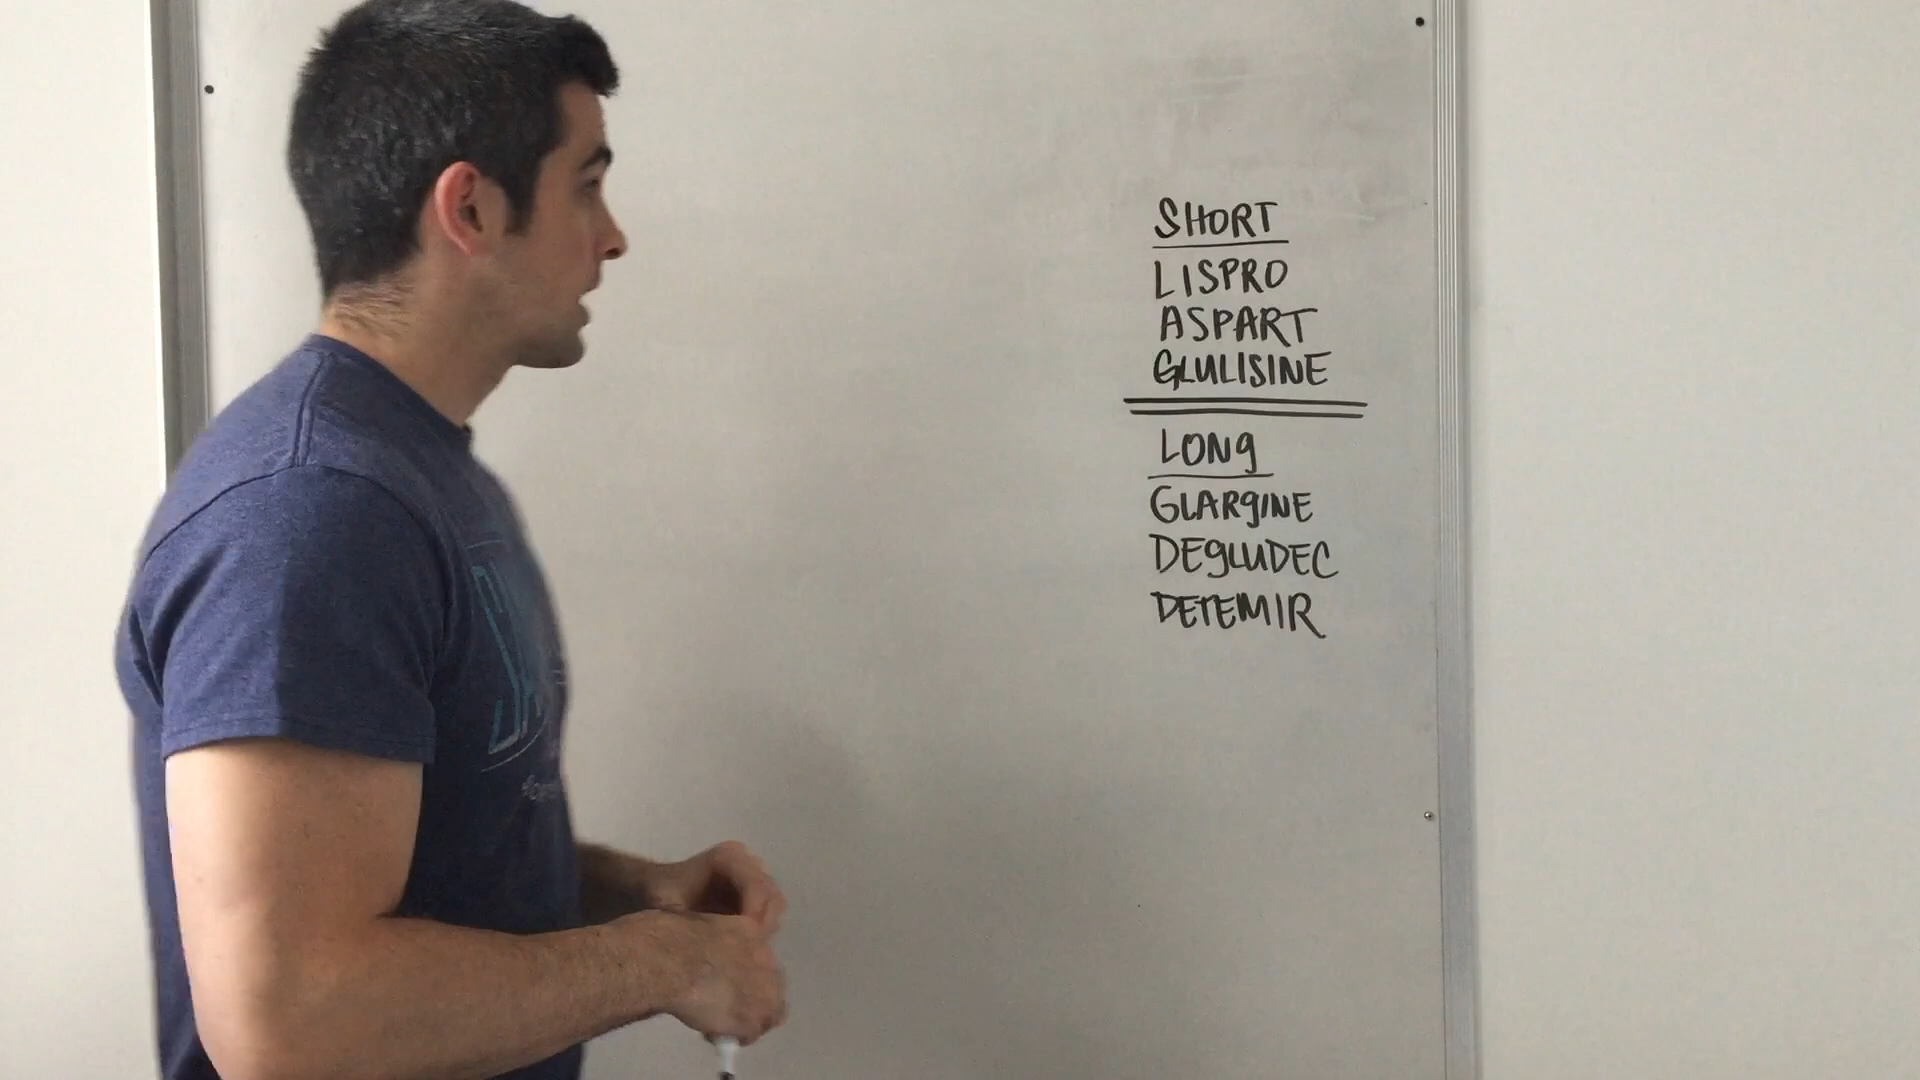 SHORT
LISPRO
ASPART
GLULISINE
LONg
GLARgINE
DEgLUDEC
DETEMIR